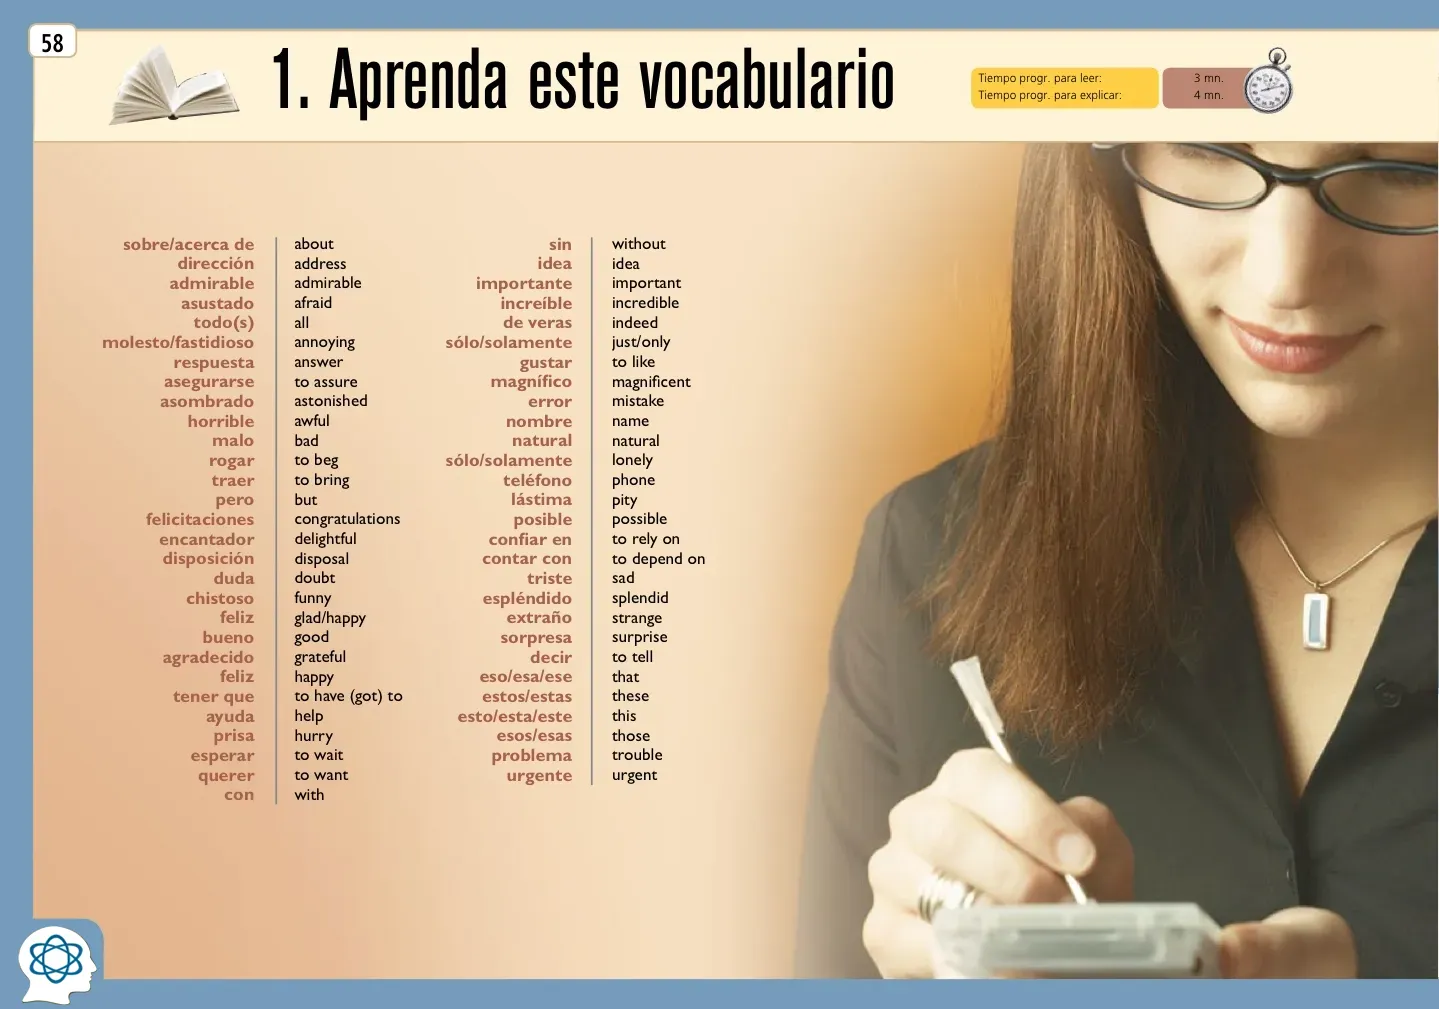 58
1. Aprenda este vocabulario
Tiempo progr. para leer: 3 mn.
Tiempo progr. para explicar: 4 mn.
sobre/acerca de about
dirección address
admirable admirable
asustado afraid
todo(s) all
molesto/fastidioso annoying
respuesta answer
asegurarse to assure
asombrado astonished
horrible awful
malo bad
rogar to beg
traer to bring
pero but
felicitaciones congratulations
encantador delightful
disposición disposal
duda doubt
chistoso funny
feliz glad/happy
bueno good
agradecido grateful
feliz happy
tener que to have (got) to
ayuda help
prisa hurry
esperar to wait
querer to want
con with
sin without
idea idea
importante important
increíble incredible
de veras indeed
sólo/solamente just/only
gustar to like
magnífico magnificent
error mistake
nombre name
natural natural
sólo/solamente lonely
teléfono phone
lástima pity
posible possible
confiar en to rely on
contar con to depend on
triste sad
espléndido splendid
extraño strange
sorpresa surprise
decir to tell
eso/esa/ese that
estos/estas these
esto/esta/este this
esos/esas those
problema trouble
urgente urgent